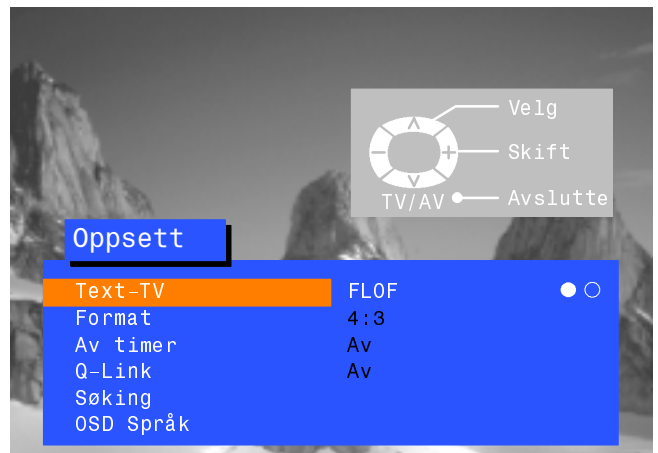 Velg
Skift
TV/AV Avslutte
Oppsett
Text-TV FLOF
Format 4:3
Av timer Av
Q-Link Av
Søking
OSD Språk